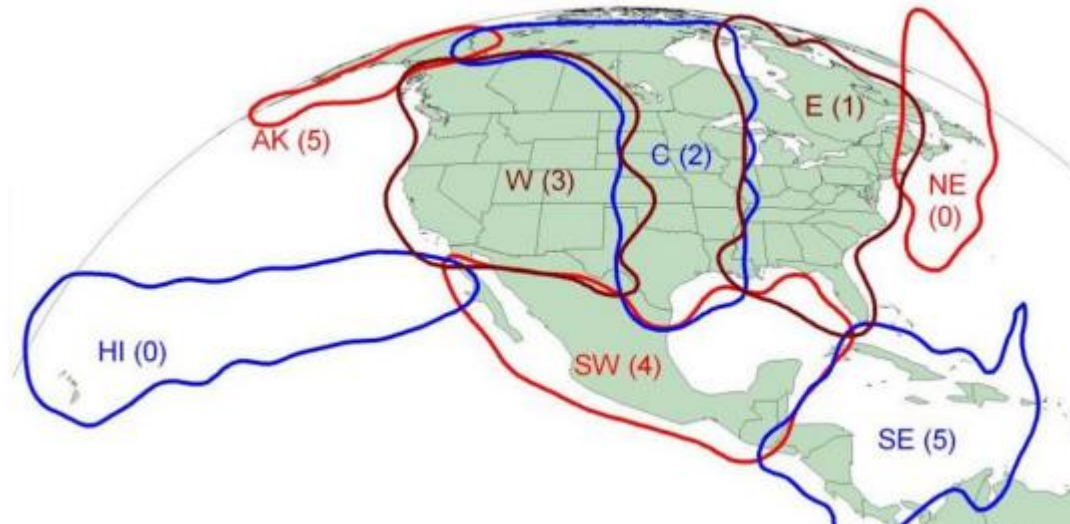 E (1)
AK (5)
C (2)
W (3)
NE
(0)
HI (0)
SW (4)
SE (5)